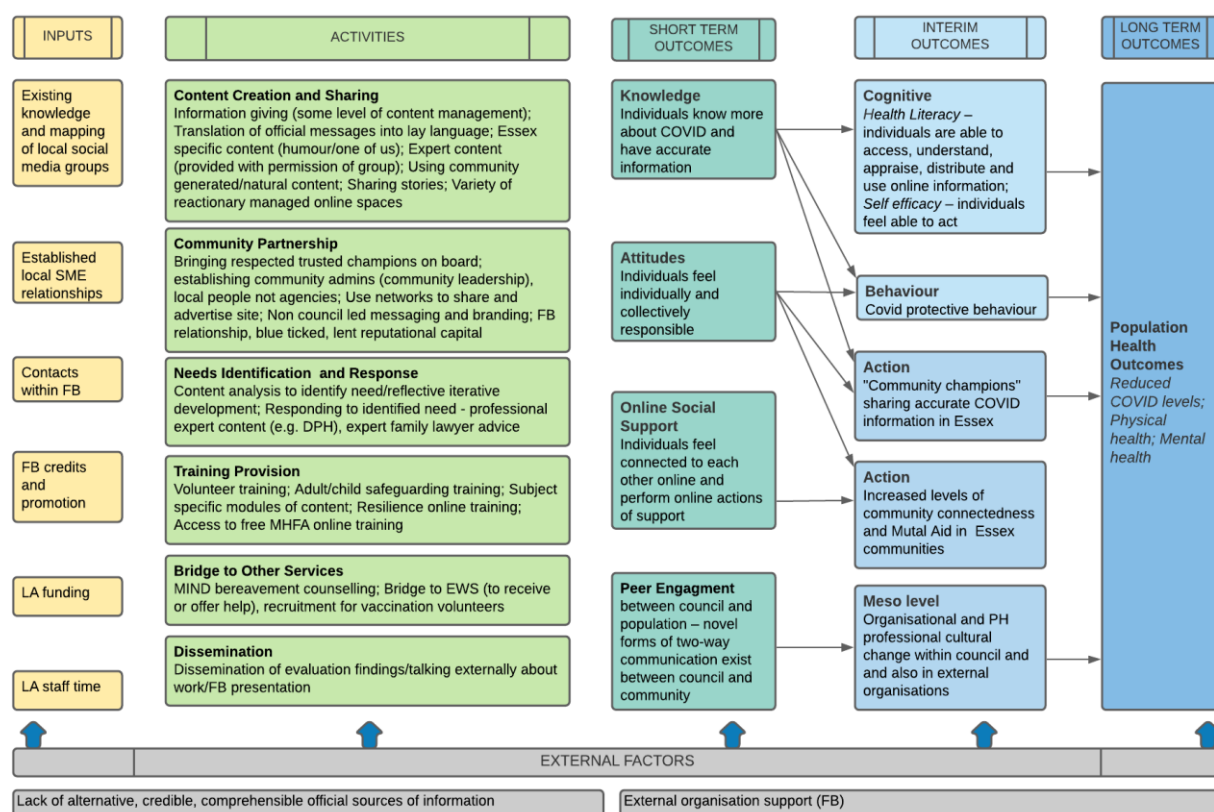 INPUTS
ACTIVITIES
SHORT TERM
OUTCOMES
INTERIM
OUTCOMES
LONG TERM
OUTCOMES
Existing
knowledge
and mapping
of local social
media groups
Established
local SME
relationships
Contacts
within FB
FB credits
and
promotion
LA funding
LA staff time
Content Creation and Sharing
Information giving (some level of content management);
Translation of official messages into lay language; Essex
specific content (humour/one of us); Expert content
(provided with permission of group); Using community
generated/natural content; Sharing stories; Variety of
reactionary managed online spaces
Community Partnership
Bringing respected trusted champions on board;
establishing community admins (community leadership),
local people not agencies; Use networks to share and
advertise site; Non council led messaging and branding; FB
relationship, blue ticked, lent reputational capital
Needs Identification and Response
Content analysis to identify need/reflective iterative
development; Responding to identified need - professional
expert content (e.g. DPH), expert family lawyer advice
Training Provision
Volunteer training; Adult/child safeguarding training; Subject
specific modules of content; Resilience online training;
Access to free MHFA online training
Bridge to Other Services
MIND bereavement counselling; Bridge to EWS (to receive
or offer help), recruitment for vaccination volunteers
Dissemination
Dissemination of evaluation findings/talking externally about
work/FB presentation
Knowledge
Individuals know more
about COVID and
have accurate
information
Attitudes
Individuals feel
individually and
collectively
responsible
Online Social
Support
Individuals feel
connected to each
other online and
perform online actions
of support
Peer Engagment
between council and
population – novel
forms of two-way
communication exist
between council and
community
Cognitive
Health Literacy –
individuals are able to
access, understand,
appraise, distribute and
use online information;
Self efficacy – individuals
feel able to act
Behaviour
Covid protective behaviour
Action
"Community champions"
sharing accurate COVID
information in Essex
Action
Increased levels of
community connectedness
and Mutal Aid in Essex
communities
Meso level
Organisational and PH
professional cultural
change within council and
and also in external
organisations
Population
Health
Outcomes
Reduced
COVID levels;
Physical
health; Mental
health
EXTERNAL FACTORS
Lack of alternative, credible, comprehensible official sources of information
External organisation support (FB)